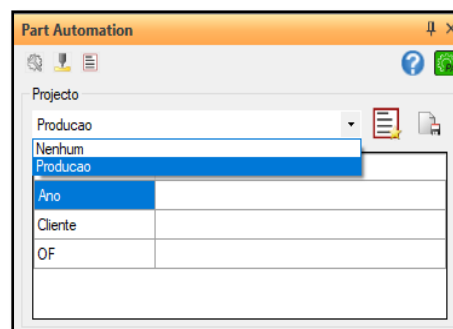 Part Automation
Projecto
Producao
Nenhum
Producao
Ano
Cliente
OF